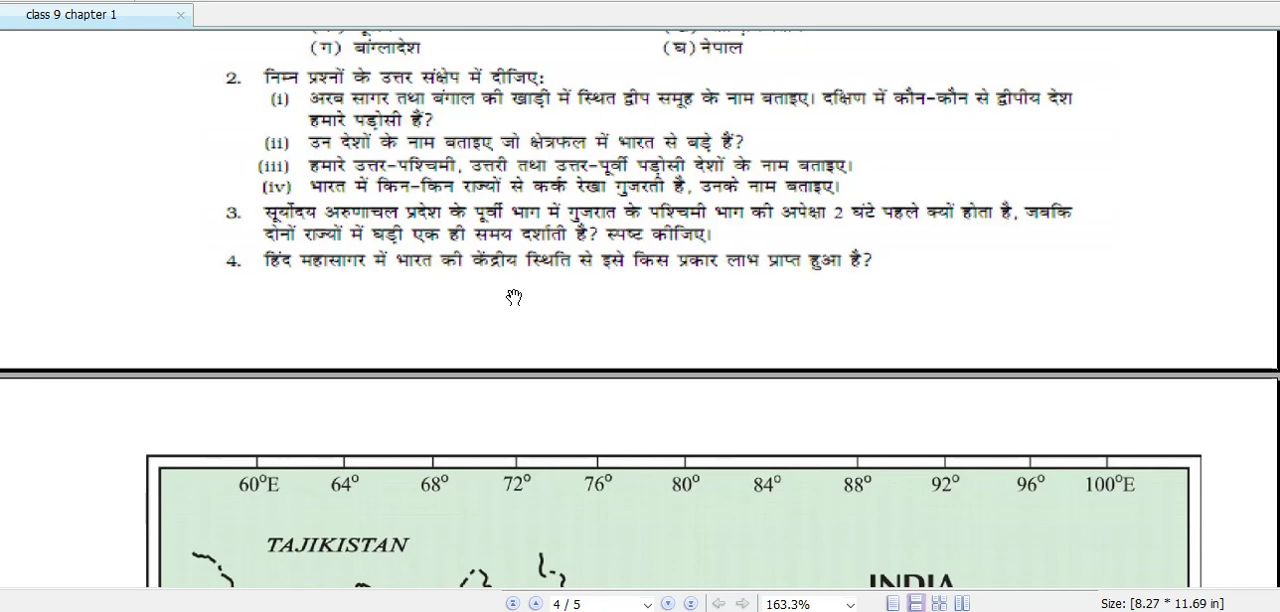 class 9 chapter 1
(ग) बांग्लादेश (घ) नेपाल
2. निम्न प्रश्नों के उत्तर संक्षेप में दीजिए:
(i) अरब सागर तथा बंगाल की खाड़ी में स्थित द्वीप समूह के नाम बताइए। दक्षिण में कौन-कौन से द्वीपीय देश
हमारे पड़ोसी हैं?
(ii) उन देशों के नाम बताइए जो क्षेत्रफल में भारत से बड़े हैं?
(iii) हमारे उत्तर-पश्चिमी, उत्तरी तथा उत्तर-पूर्वी पड़ोसी देशों के नाम बताइए।
(iv) भारत में किन-किन राज्यों से कर्क रेखा गुजरती है, उनके नाम बताइए।
3. सूर्योदय अरुणाचल प्रदेश के पूर्वी भाग में गुजरात के पश्चिमी भाग की अपेक्षा 2 घंटे पहले क्यों होता है, जबकि
दोनों राज्यों में घड़ी एक ही समय दर्शाती है? स्पष्ट कीजिए।
4. हिंद महासागर में भारत की केंद्रीय स्थिति से इसे किस प्रकार लाभ प्राप्त हुआ है?
60°E 64° 68° 72° 76° 80° 84° 88° 92° 96° 100°E
TAJIKISTAN
INDIA
4 / 5 163.3% Size: [8.27 * 11.69 in]